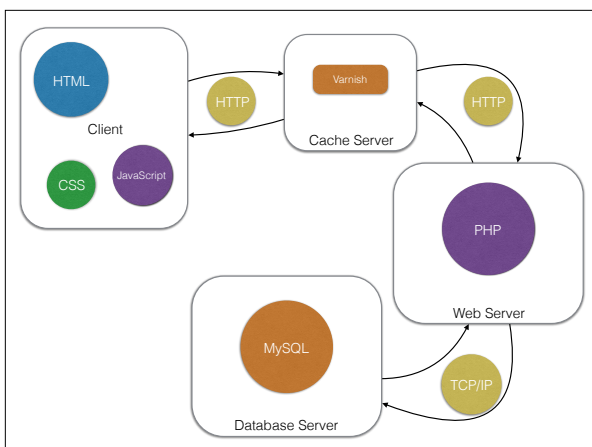 HTML
Client
CSS
JavaScript
HTTP
Varnish
Cache Server
HTTP
PHP
Web Server
MySQL
Database Server
TCP/IP